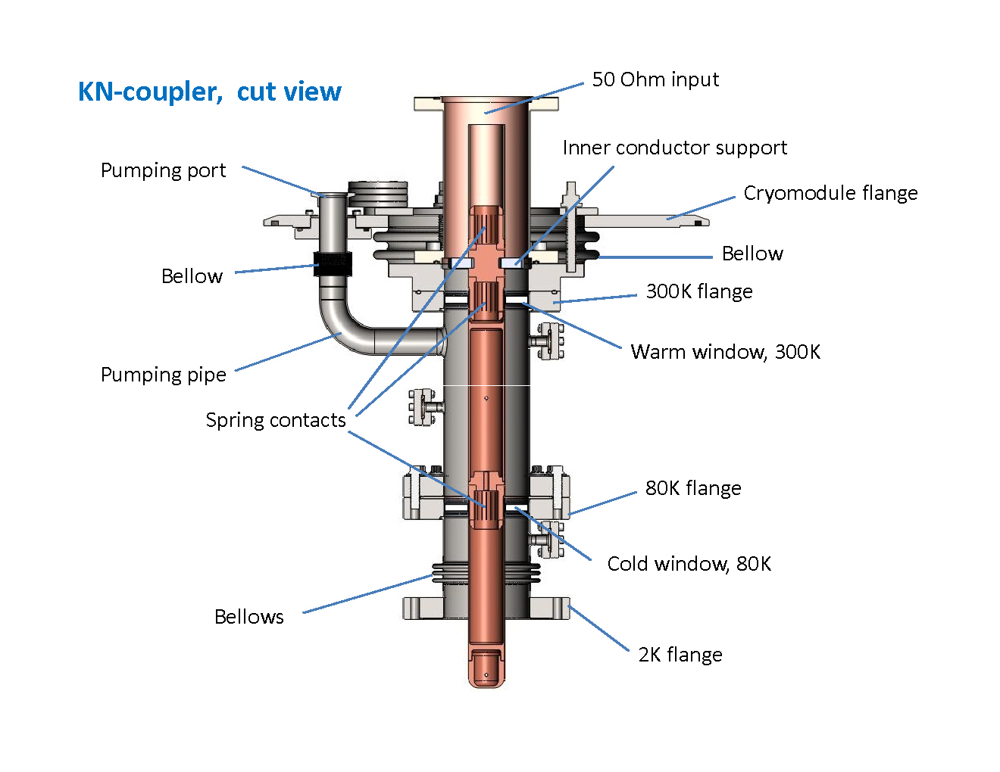 KN-coupler, cut view
50 Ohm input
Inner conductor support
Pumping port
Cryomodule flange
Bellow
Bellow
300K flange
Warm window, 300K
Pumping pipe
Spring contacts
80K flange
Cold window, 80K
Bellows
2K flange